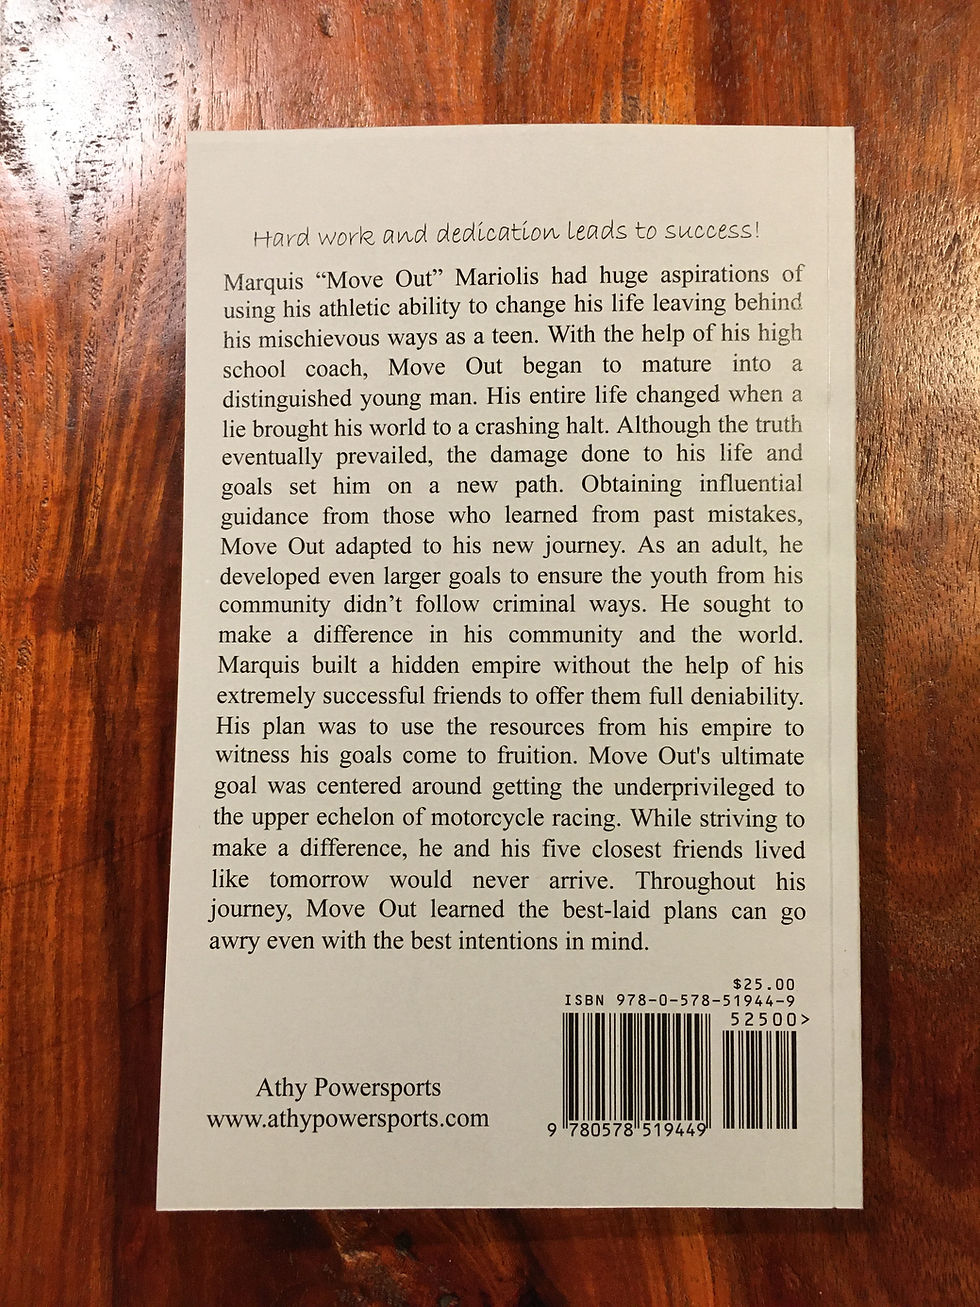 Hard work and dedication leads to success!
Marquis “Move Out” Mariolis had huge aspirations of
using his athletic ability to change his life leaving behind
his mischievous ways as a teen. With the help of his high
school coach, Move Out began to mature into a
distinguished young man. His entire life changed when a
lie brought his world to a crashing halt. Although the truth
eventually prevailed, the damage done to his life and
goals set him on a new path. Obtaining influential
guidance from those who learned from past mistakes,
Move Out adapted to his new journey. As an adult, he
developed even larger goals to ensure the youth from his
community didn’t follow criminal ways. He sought to
make a difference in his community and the world.
Marquis built a hidden empire without the help of his
extremely successful friends to offer them full deniability.
His plan was to use the resources from his empire to
witness his goals come to fruition. Move Out's ultimate
goal was centered around getting the underprivileged to
the upper echelon of motorcycle racing. While striving to
make a difference, he and his five closest friends lived
like tomorrow would never arrive. Throughout his
journey, Move Out learned the best-laid plans can go
awry even with the best intentions in mind.
$25.00
ISBN 978-0-578-51944-9
52500>
9 780578 519449
Athy Powersports
www.athypowersports.com